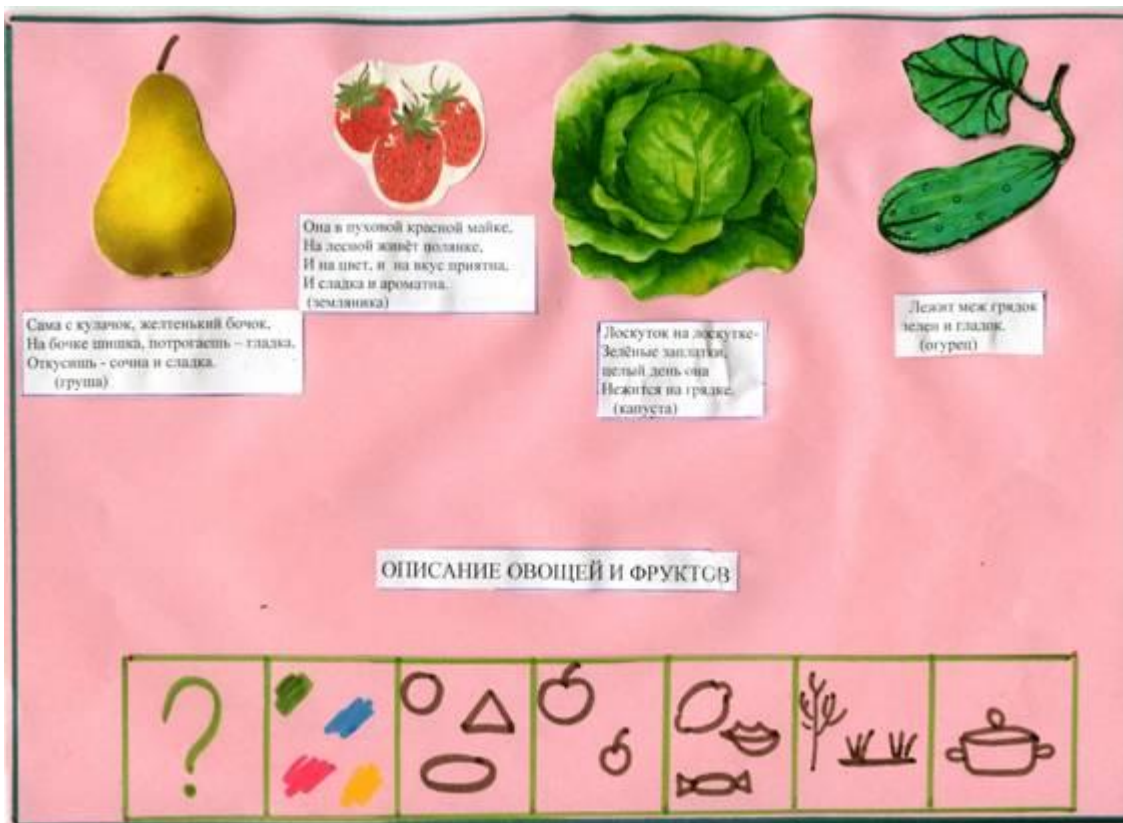 Сама с кулачок, желтенький бочок,
На бочке шишка, потрогаешь – гладка,
Откусишь - сочна и сладка.
(груша)
Она в пуховой красной майке,
На лесной живёт полянке,
И на цвет, и на вкус приятна,
И сладка и ароматна.
(земляника)
Лоскуток на лоскутке-
Зелёные заплатки,
целый день она
Нежится на грядке.
(капуста)
Лежит меж грядок
зелен и гладок.
(огурец)
ОПИСАНИЕ ОВОЩЕЙ И ФРУКТОВ
?